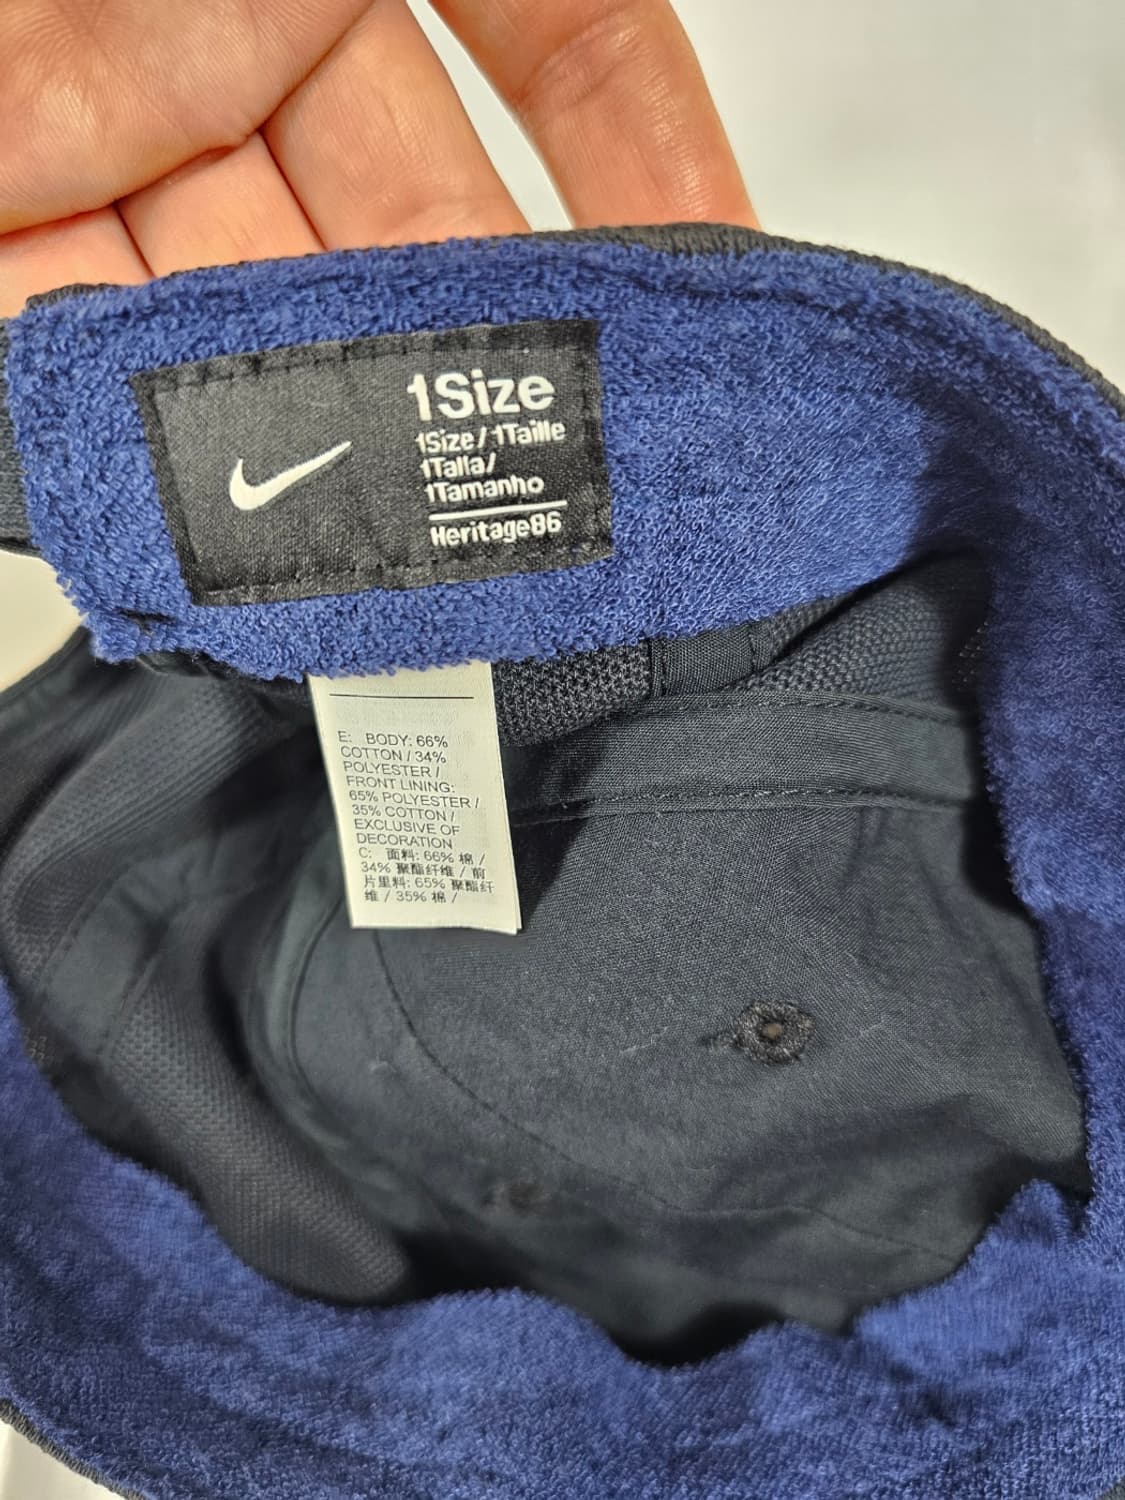 1Size
1Size / 1Taille
1Talla/
1Tamanho
Heritage86
E: BODY: 66%
COTTON / 34%
POLYESTER /
FRONT LINING:
65% POLYESTER /
35% COTTON /
EXCLUSIVE OF
DECORATION
C: 面料: 66% 棉 /
34% 聚酯纤维 / 前
片里料: 65% 聚酯纤
维 / 35% 棉 /